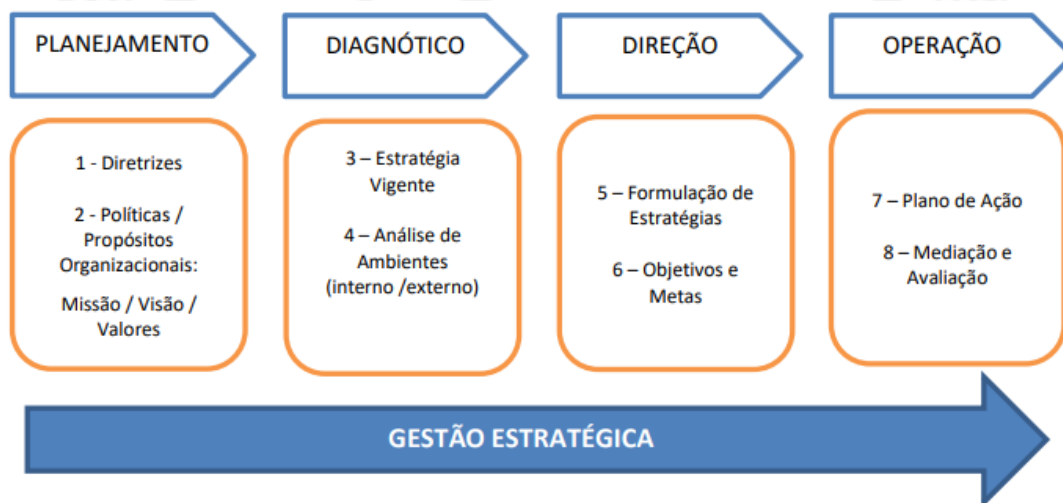 PLANEJAMENTO
DIAGNÓTICO
DIREÇÃO
OPERAÇÃO
1 - Diretrizes
2 - Políticas /
Propósitos
Organizacionais:
Missão / Visão /
Valores
3 – Estratégia
Vigente
4 – Análise de
Ambientes
(interno /externo)
5 – Formulação de
Estratégias
6 – Objetivos e
Metas
7 – Plano de Ação
8 – Mediação e
Avaliação
GESTÃO ESTRATÉGICA